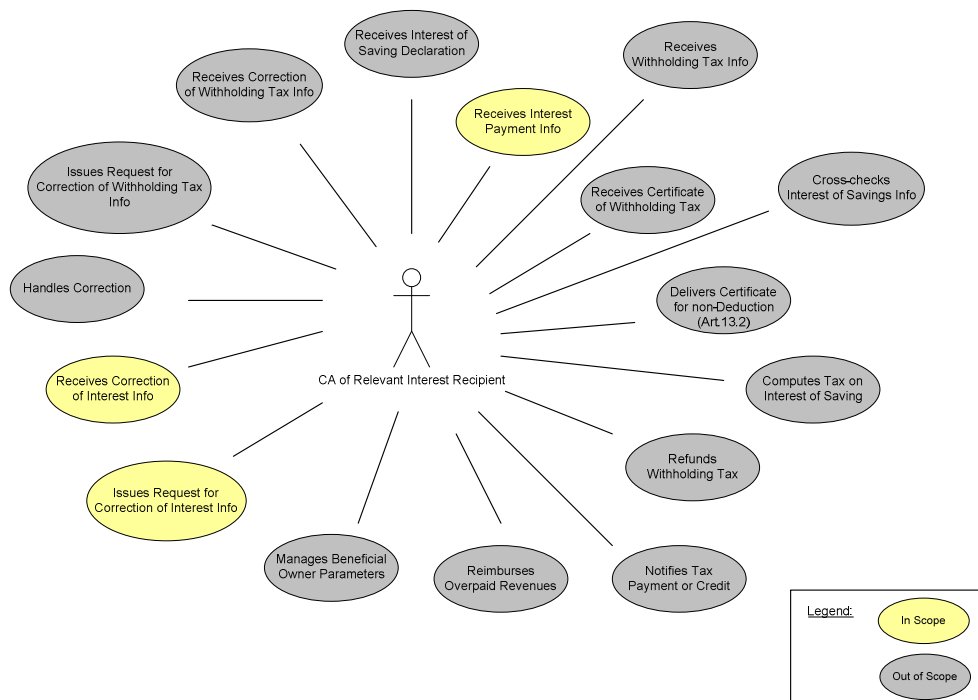 Receives Interest of
Saving Declaration
Receives
Withholding Tax Info
Receives Correction
of Withholding Tax Info
Receives Interest
Payment Info
Issues Request for
Correction of Withholding Tax
Info
Receives Certificate
of Withholding Tax
Cross-checks
Interest of Savings Info
Handles Correction
Delivers Certificate
for non-Deduction
(Art.13.2)
CA of Relevant Interest Recipient
Receives Correction
of Interest Info
Computes Tax on
Interest of Saving
Refunds
Withholding Tax
Issues Request for
Correction of Interest Info
Manages Beneficial
Owner Parameters
Reimburses
Overpaid Revenues
Notifies Tax
Payment or Credit
Legend:
In Scope
Out of Scope